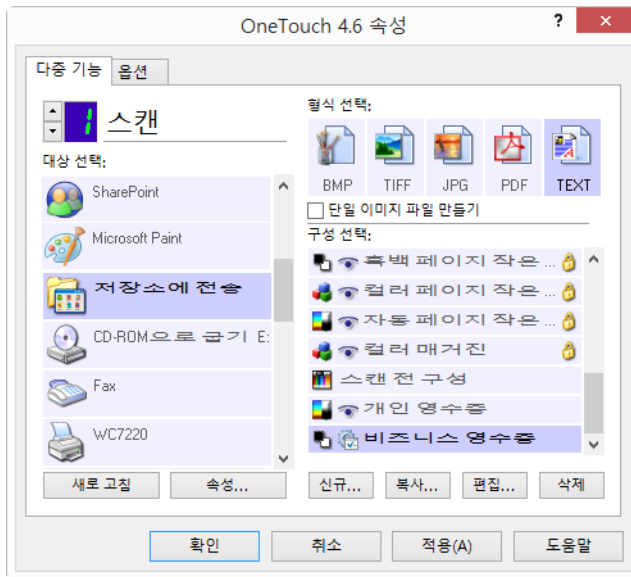 OneTouch 4.6 속성
?
×
다중 기능
옵션
1
스캔
대상 선택:
SharePoint
Microsoft Paint
저장소에 전송
CD-ROM으로 굽기 E:
Fax
WC7220
새로 고침
속성...
형식 선택:
BMP
TIFF
JPG
PDF
TEXT
단일 이미지 파일 만들기
구성 선택:
흑백 페이지 작은 ...
컬러 페이지 작은 ...
자동 페이지 작은 ...
컬러 매거진
스캔 전 구성
개인 영수증
비즈니스 영수증
신규...
복사...
편집...
삭제
확인
취소
적용(A)
도움말